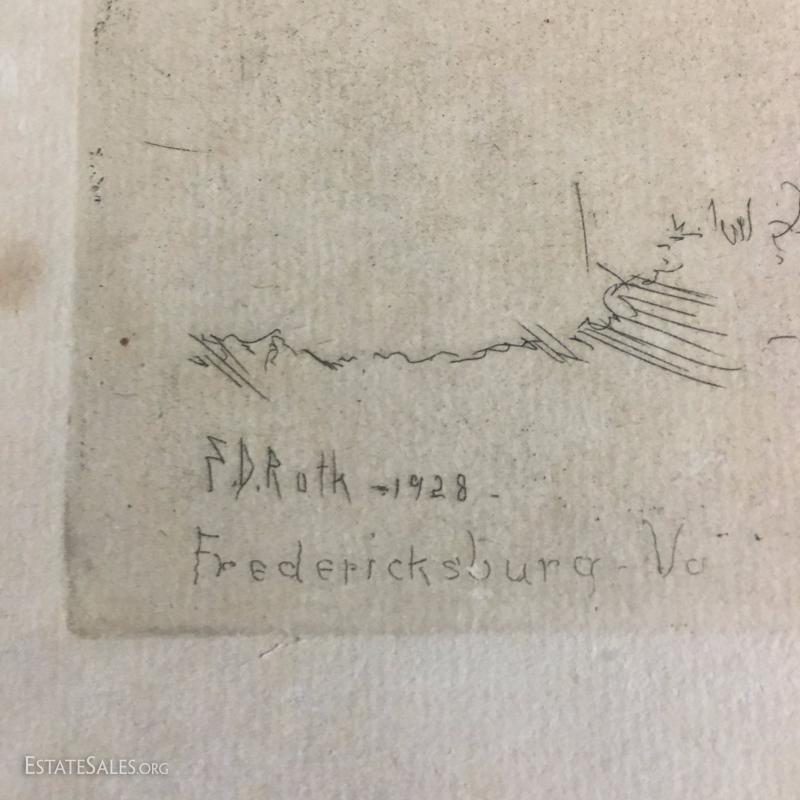 F.D.Roth -1928-
Fredericksburg - Va
ESTATESALES.ORG